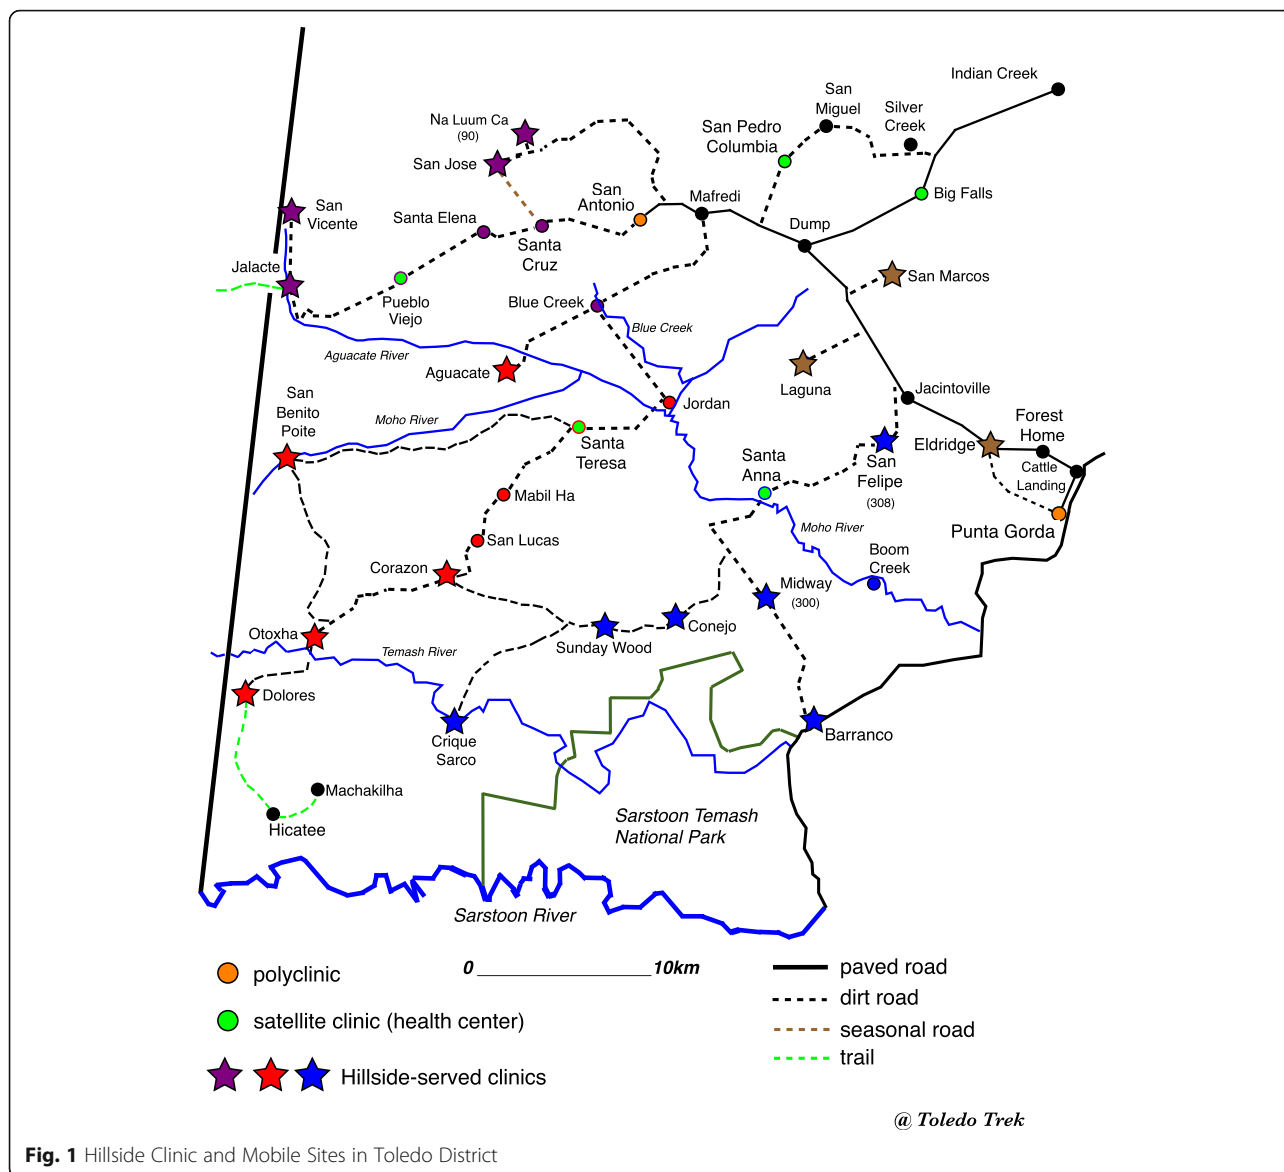 Indian Creek
San
Miguel
Silver
Creek
Na Luum Ca
(90)
San Pedro
Columbia
San Jose
San
Antonio
Mafredi
Big Falls
San
Vicente
Santa Elena
Dump
Santa
Cruz
Jalacte
San Marcos
Pueblo
Viejo
Blue Creek
Blue Creek
Aguacate River
Aguacate
Laguna
Jacintoville
San
Benito
Poite
Moho River
Jordan
Forest
Home
Santa
Teresa
Santa
Anna
San
Felipe
(308)
Eldridge
Cattle
Landing
Mabil Ha
Punta Gorda
Moho River
San Lucas
Boom
Creek
Corazon
Midway
(300)
Otoxha
Conejo
Sunday Wood
Temash River
Dolores
Crique
Sarco
Barranco
Machakilha
Hicatee
Sarstoon Temash
National Park
Sarstoon River
0 10km
polyclinic
satellite clinic (health center)
Hillside-served clinics
paved road
dirt road
seasonal road
trail
@ Toledo Trek
Fig. 1 Hillside Clinic and Mobile Sites in Toledo District